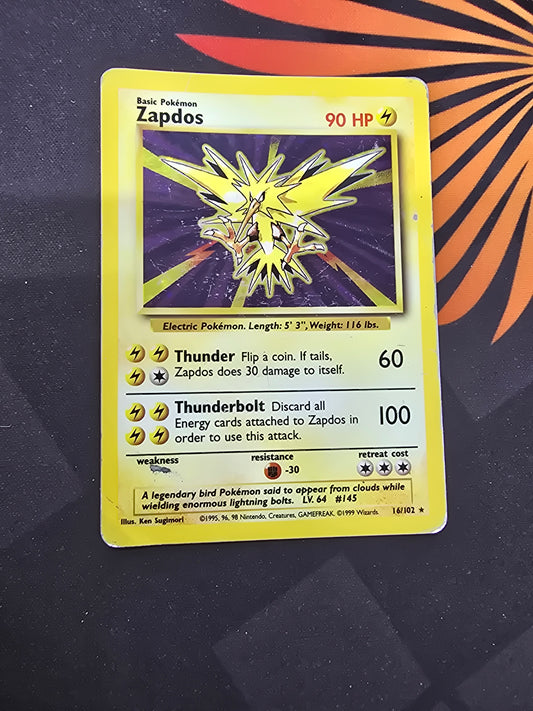 Basic Pokémon
Zapdos
90 HP
Electric Pokémon. Length: 5' 3", Weight: 116 lbs.
Thunder Flip a coin. If tails, 60
Zapdos does 30 damage to itself.
Thunderbolt Discard all 100
Energy cards attached to Zapdos in
order to use this attack.
weakness resistance retreat cost
-30
A legendary bird Pokémon said to appear from clouds while
wielding enormous lightning bolts. LV. 64 #145
Illus. Ken Sugimori ©1995, 96, 98 Nintendo, Creatures, GAMEFREAK. ©1999 Wizards. 16/102 ★